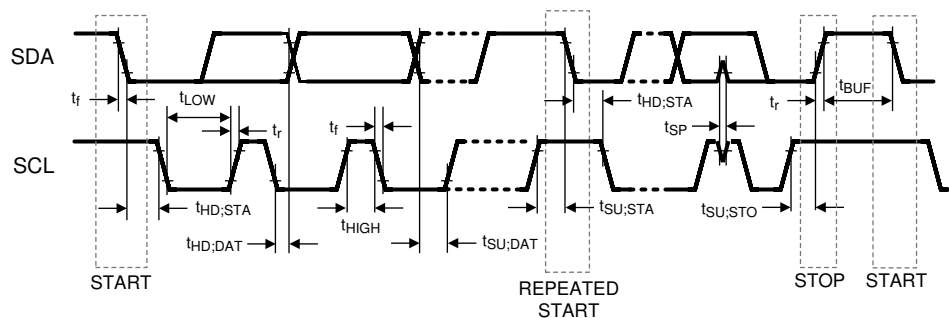 SDA
t_f
t_LOW
t_r
t_f
t_HD;STA
t_SP
t_r
t_BUF
SCL
t_HD;STA
t_HD;DAT
t_HIGH
t_SU;DAT
t_SU;STA
t_SU;STO
START
REPEATED
START
STOP
START